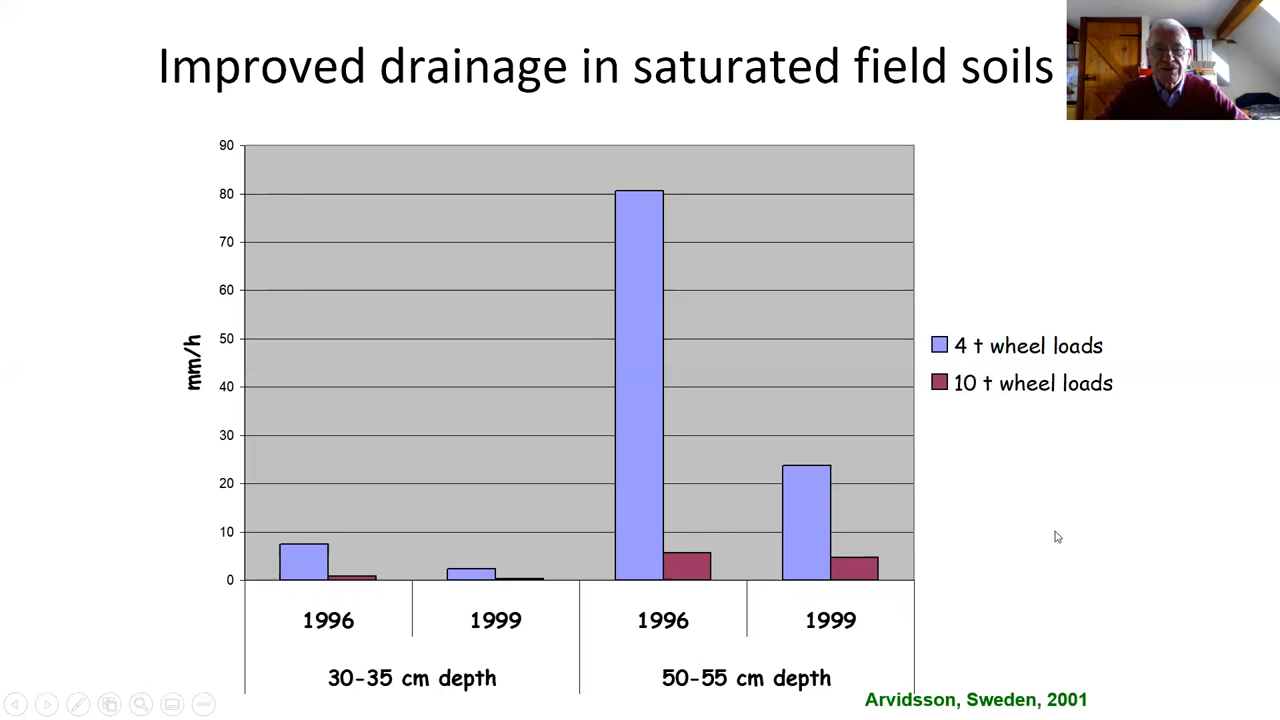 Improved drainage in saturated field soils
90
80
70
60
50
40
30
20
10
0
mm/h
4 t wheel loads
10 t wheel loads
1996
1999
1996
1999
30-35 cm depth
50-55 cm depth
Arvidsson, Sweden, 2001